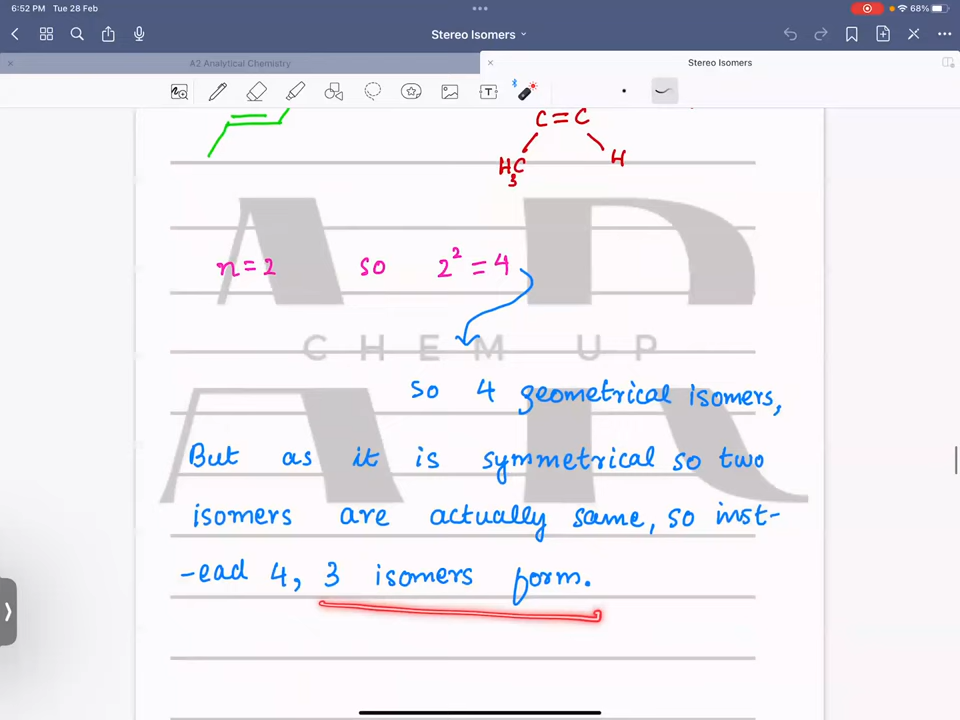 6:52 PM Tue 28 Feb
68%
Stereo Isomers
A2 Analytical Chemistry
Stereo Isomers
C=C
H3C
H
n=2 so 2²=4
CHEM UP
so 4 geometrical isomers,
But as it is symmetrical so two
isomers are actually same, so inst-
-ead 4, 3 isomers form.